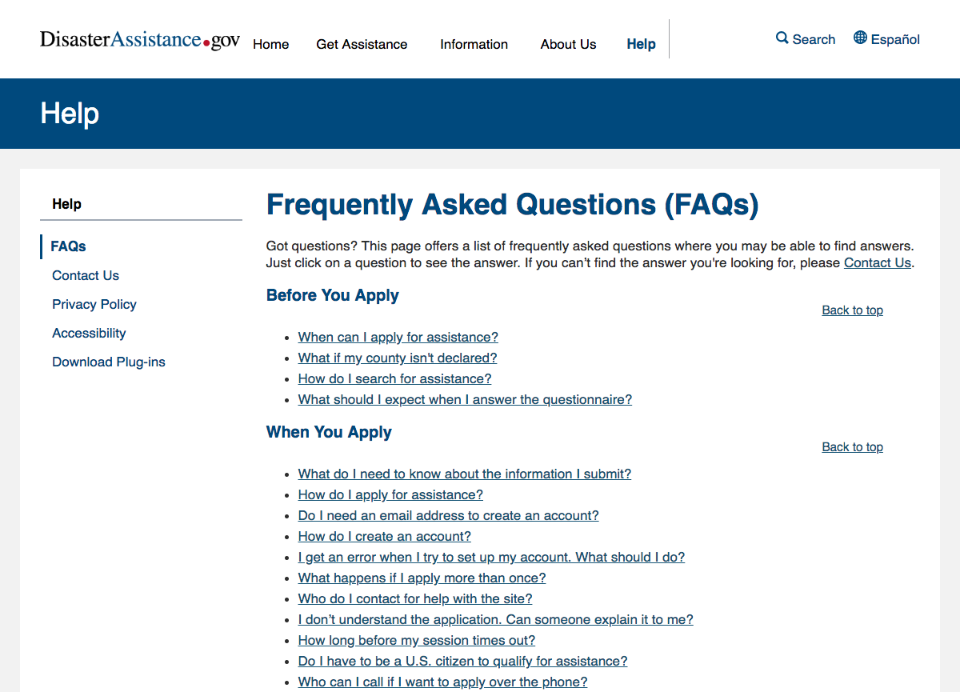 DisasterAssistance.gov
Home Get Assistance Information About Us Help
Search Español
Help
Help
FAQs
Contact Us
Privacy Policy
Accessibility
Download Plug-ins
Frequently Asked Questions (FAQs)
Got questions? This page offers a list of frequently asked questions where you may be able to find answers.
Just click on a question to see the answer. If you can’t find the answer you're looking for, please Contact Us.
Before You Apply
Back to top
When can I apply for assistance?
What if my county isn’t declared?
How do I search for assistance?
What should I expect when I answer the questionnaire?
When You Apply
Back to top
What do I need to know about the information I submit?
How do I apply for assistance?
Do I need an email address to create an account?
How do I create an account?
I get an error when I try to set up my account. What should I do?
What happens if I apply more than once?
Who do I contact for help with the site?
I don’t understand the application. Can someone explain it to me?
How long before my session times out?
Do I have to be a U.S. citizen to qualify for assistance?
Who can I call if I want to apply over the phone?